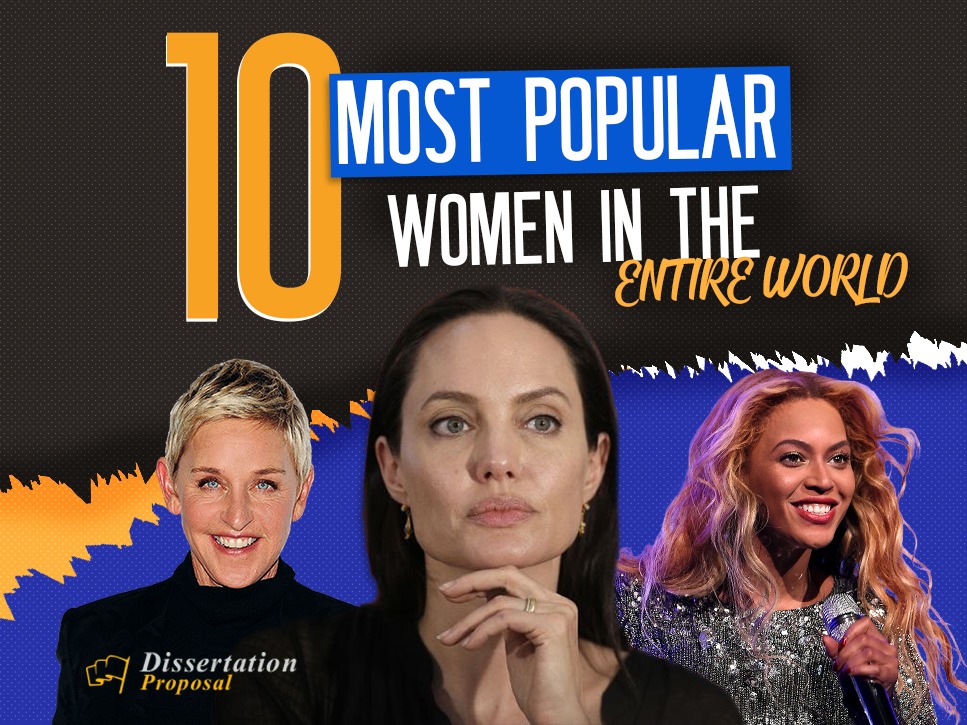 10
MOST POPULAR
WOMEN IN THE
ENTIRE WORLD
Dissertation
Proposal